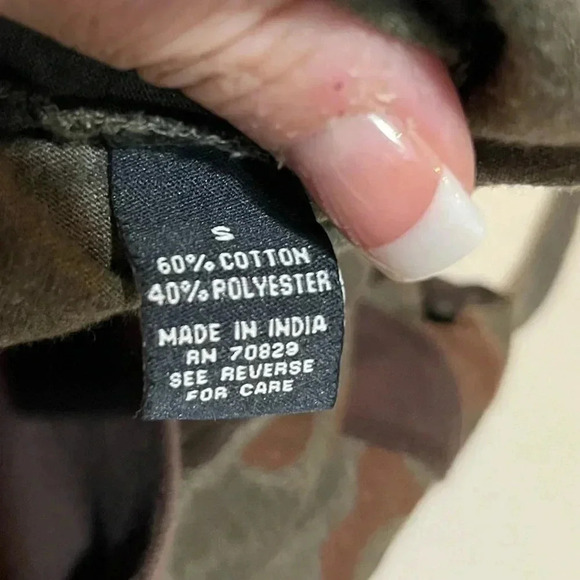 S
60% COTTON
40% POLYESTER
MADE IN INDIA
RN 70829
SEE REVERSE
FOR CARE